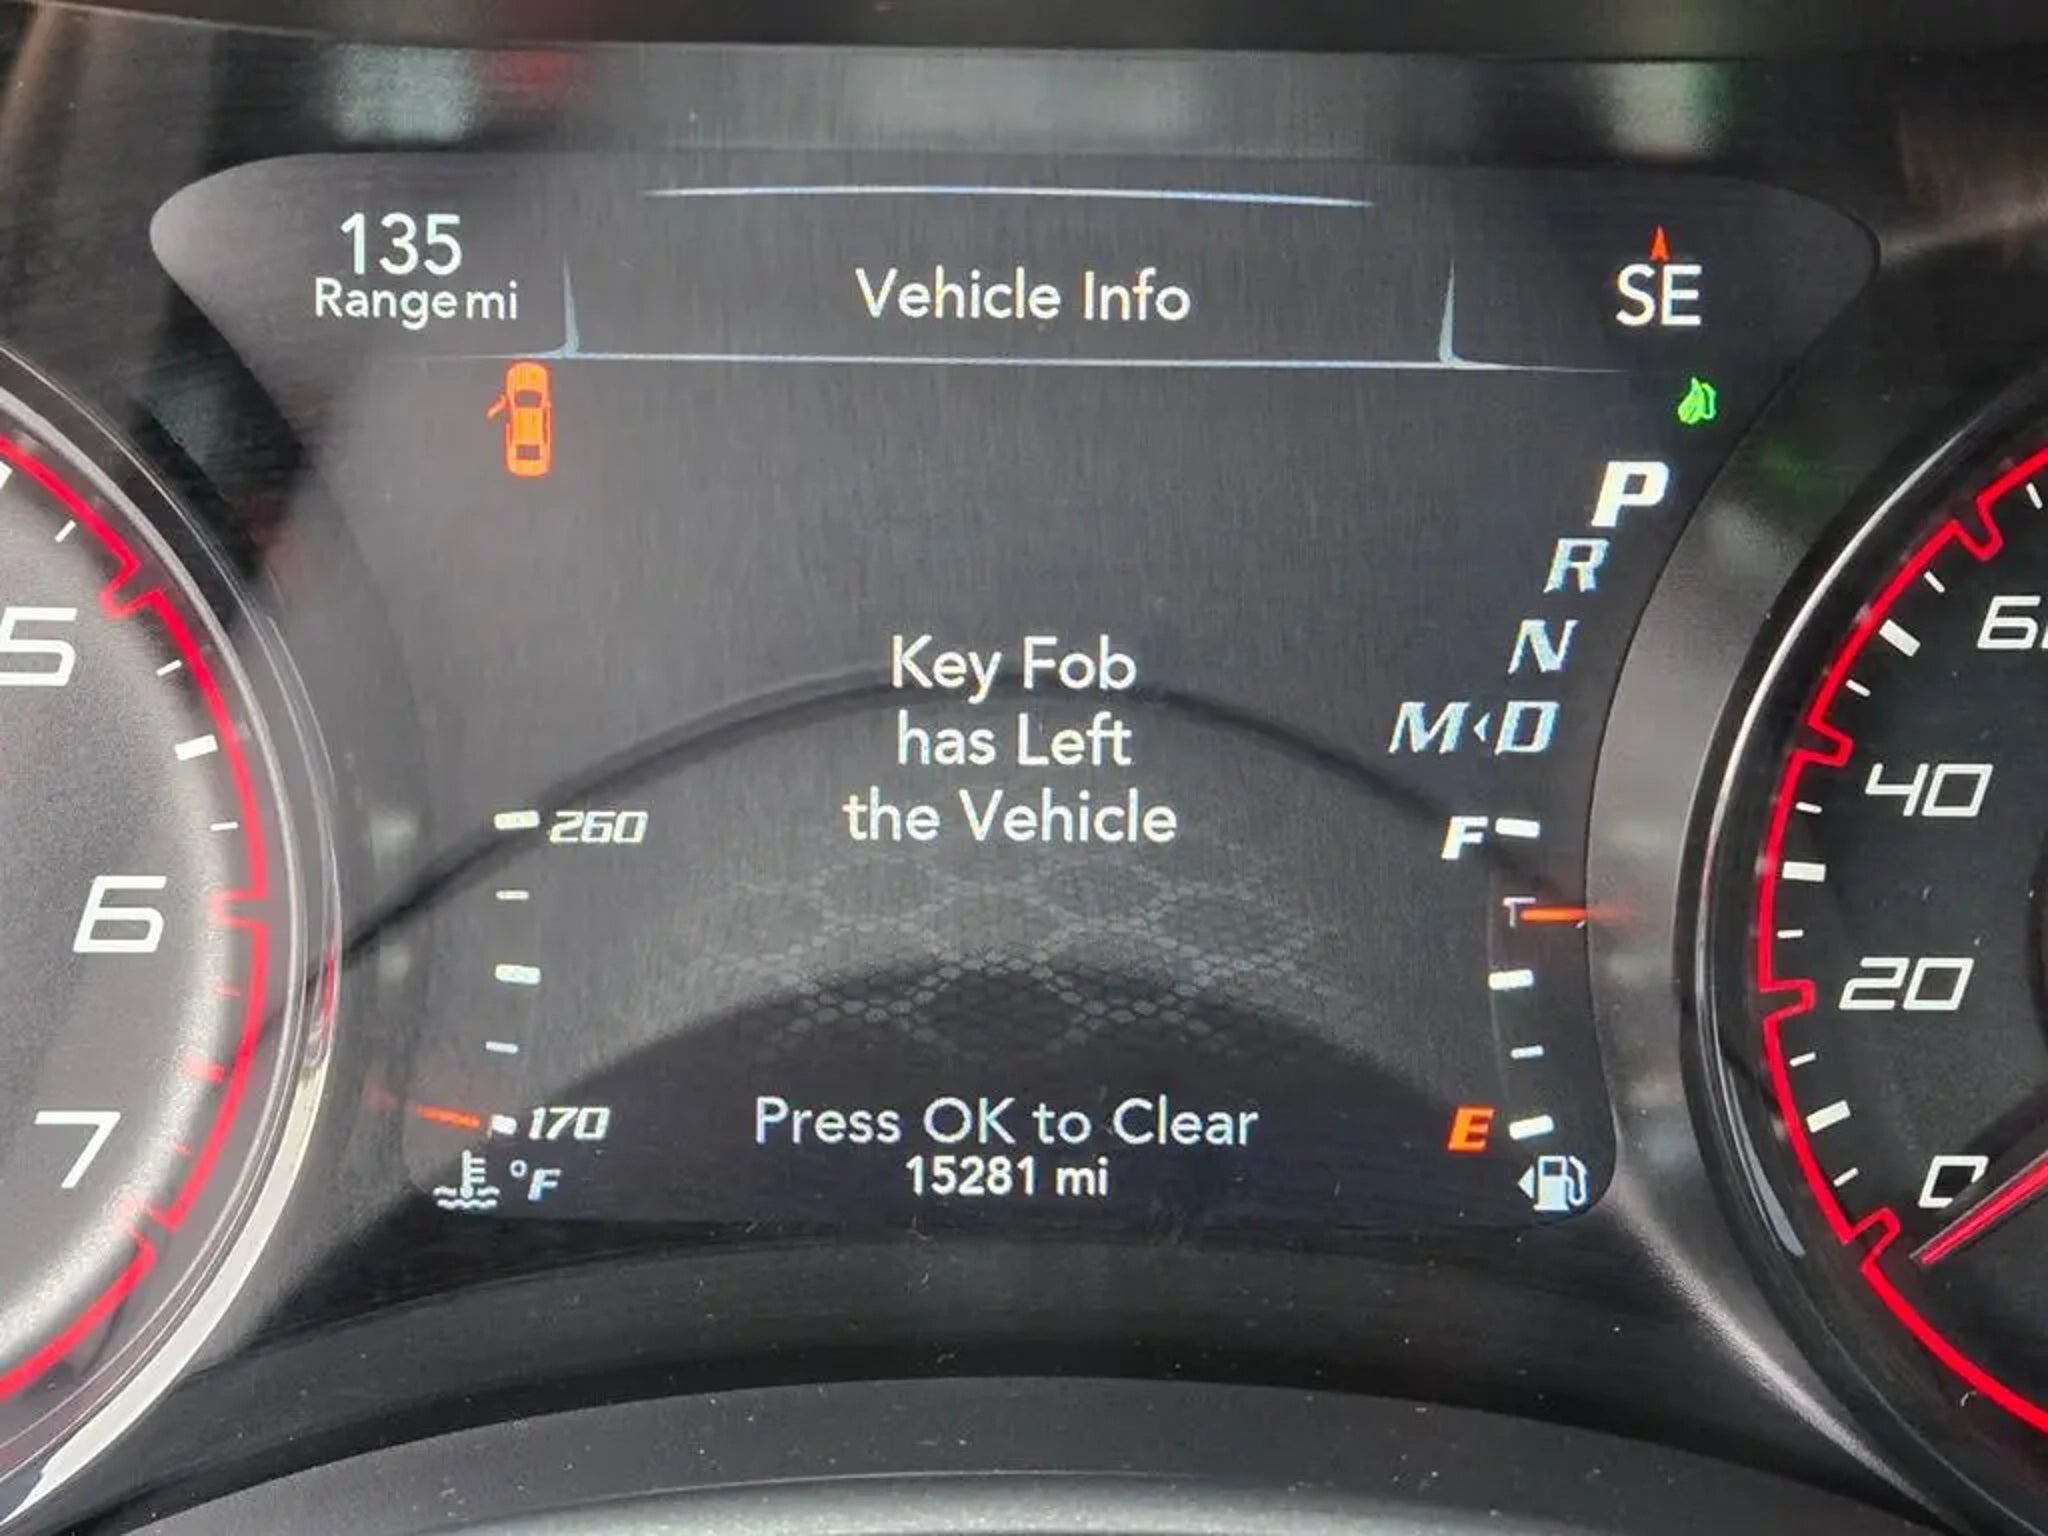 135
Range mi
Vehicle Info
SE
P
R
N
M D
Key Fob
has Left
the Vehicle
5
6
7
260
170
°F
F
E
60
40
20
0
Press OK to Clear
15281 mi